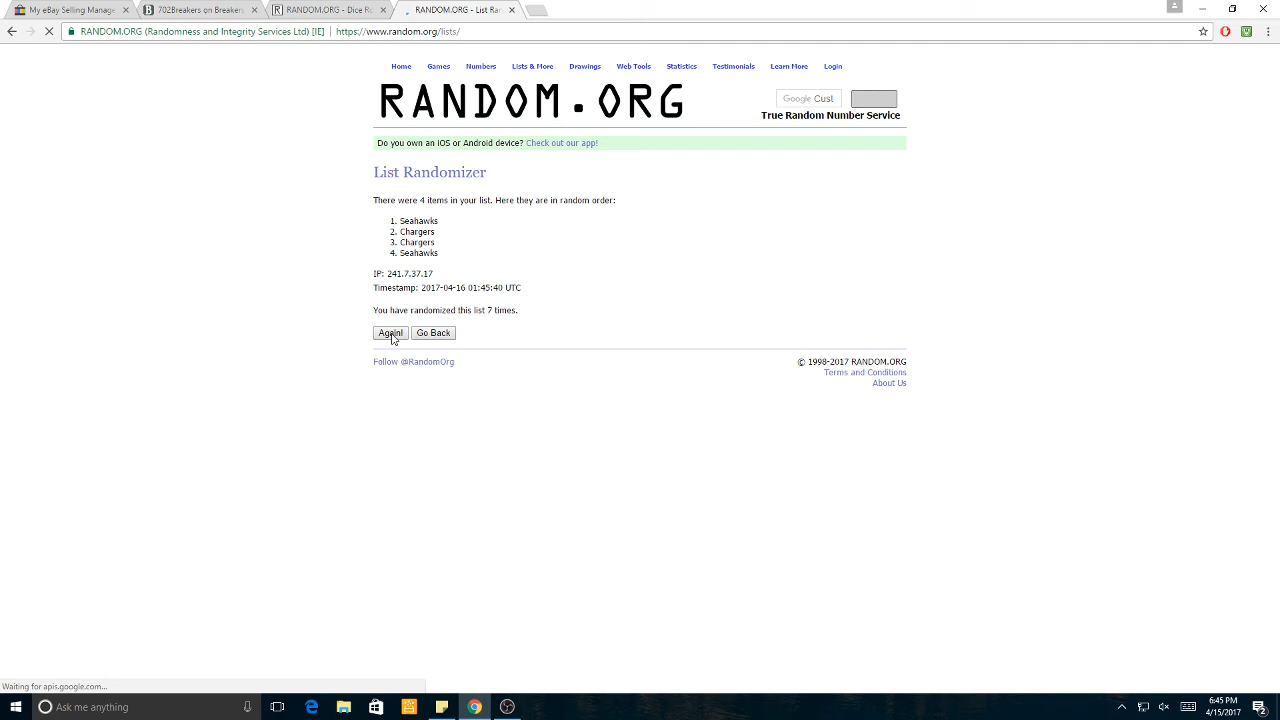 My eBay Selling Manage
702Breakers on Breakers
RANDOM.ORG - Dice Ro
RANDOM.ORG - List Ran
RANDOM.ORG (Randomness and Integrity Services Ltd) [IE]
https://www.random.org/lists/
Home Games Numbers Lists & More Drawings Web Tools Statistics Testimonials Learn More Login
RANDOM.ORG
Google Cust
True Random Number Service
Do you own an iOS or Android device? Check out our app!
List Randomizer
There were 4 items in your list. Here they are in random order:
1. Seahawks
2. Chargers
3. Chargers
4. Seahawks
IP: 241.7.37.17
Timestamp: 2017-04-16 01:45:40 UTC
You have randomized this list 7 times.
Again! Go Back
Follow @RandomOrg
© 1998-2017 RANDOM.ORG
Terms and Conditions
About Us
Waiting for apis.google.com...
Ask me anything
6:45 PM
4/15/2017
2